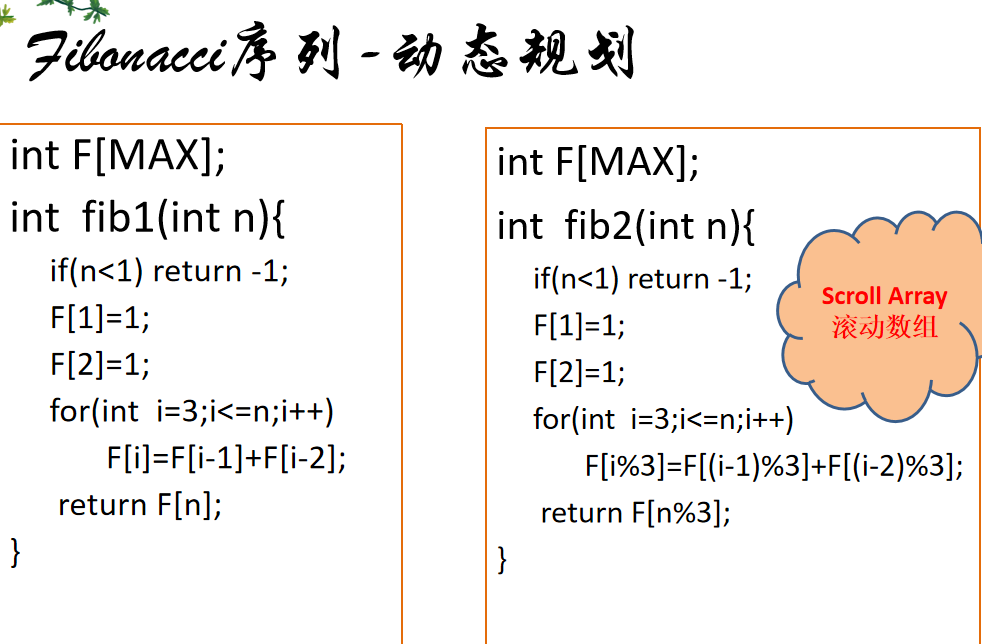 Fibonacci序列-动态规划
int F[MAX];
int fib1(int n){
if(n<1) return -1;
F[1]=1;
F[2]=1;
for(int i=3;i<=n;i++)
F[i]=F[i-1]+F[i-2];
return F[n];
}
int F[MAX];
int fib2(int n){
if(n<1) return -1;
F[1]=1;
F[2]=1;
for(int i=3;i<=n;i++)
F[i%3]=F[(i-1)%3]+F[(i-2)%3];
return F[n%3];
}
Scroll Array
滚动数组